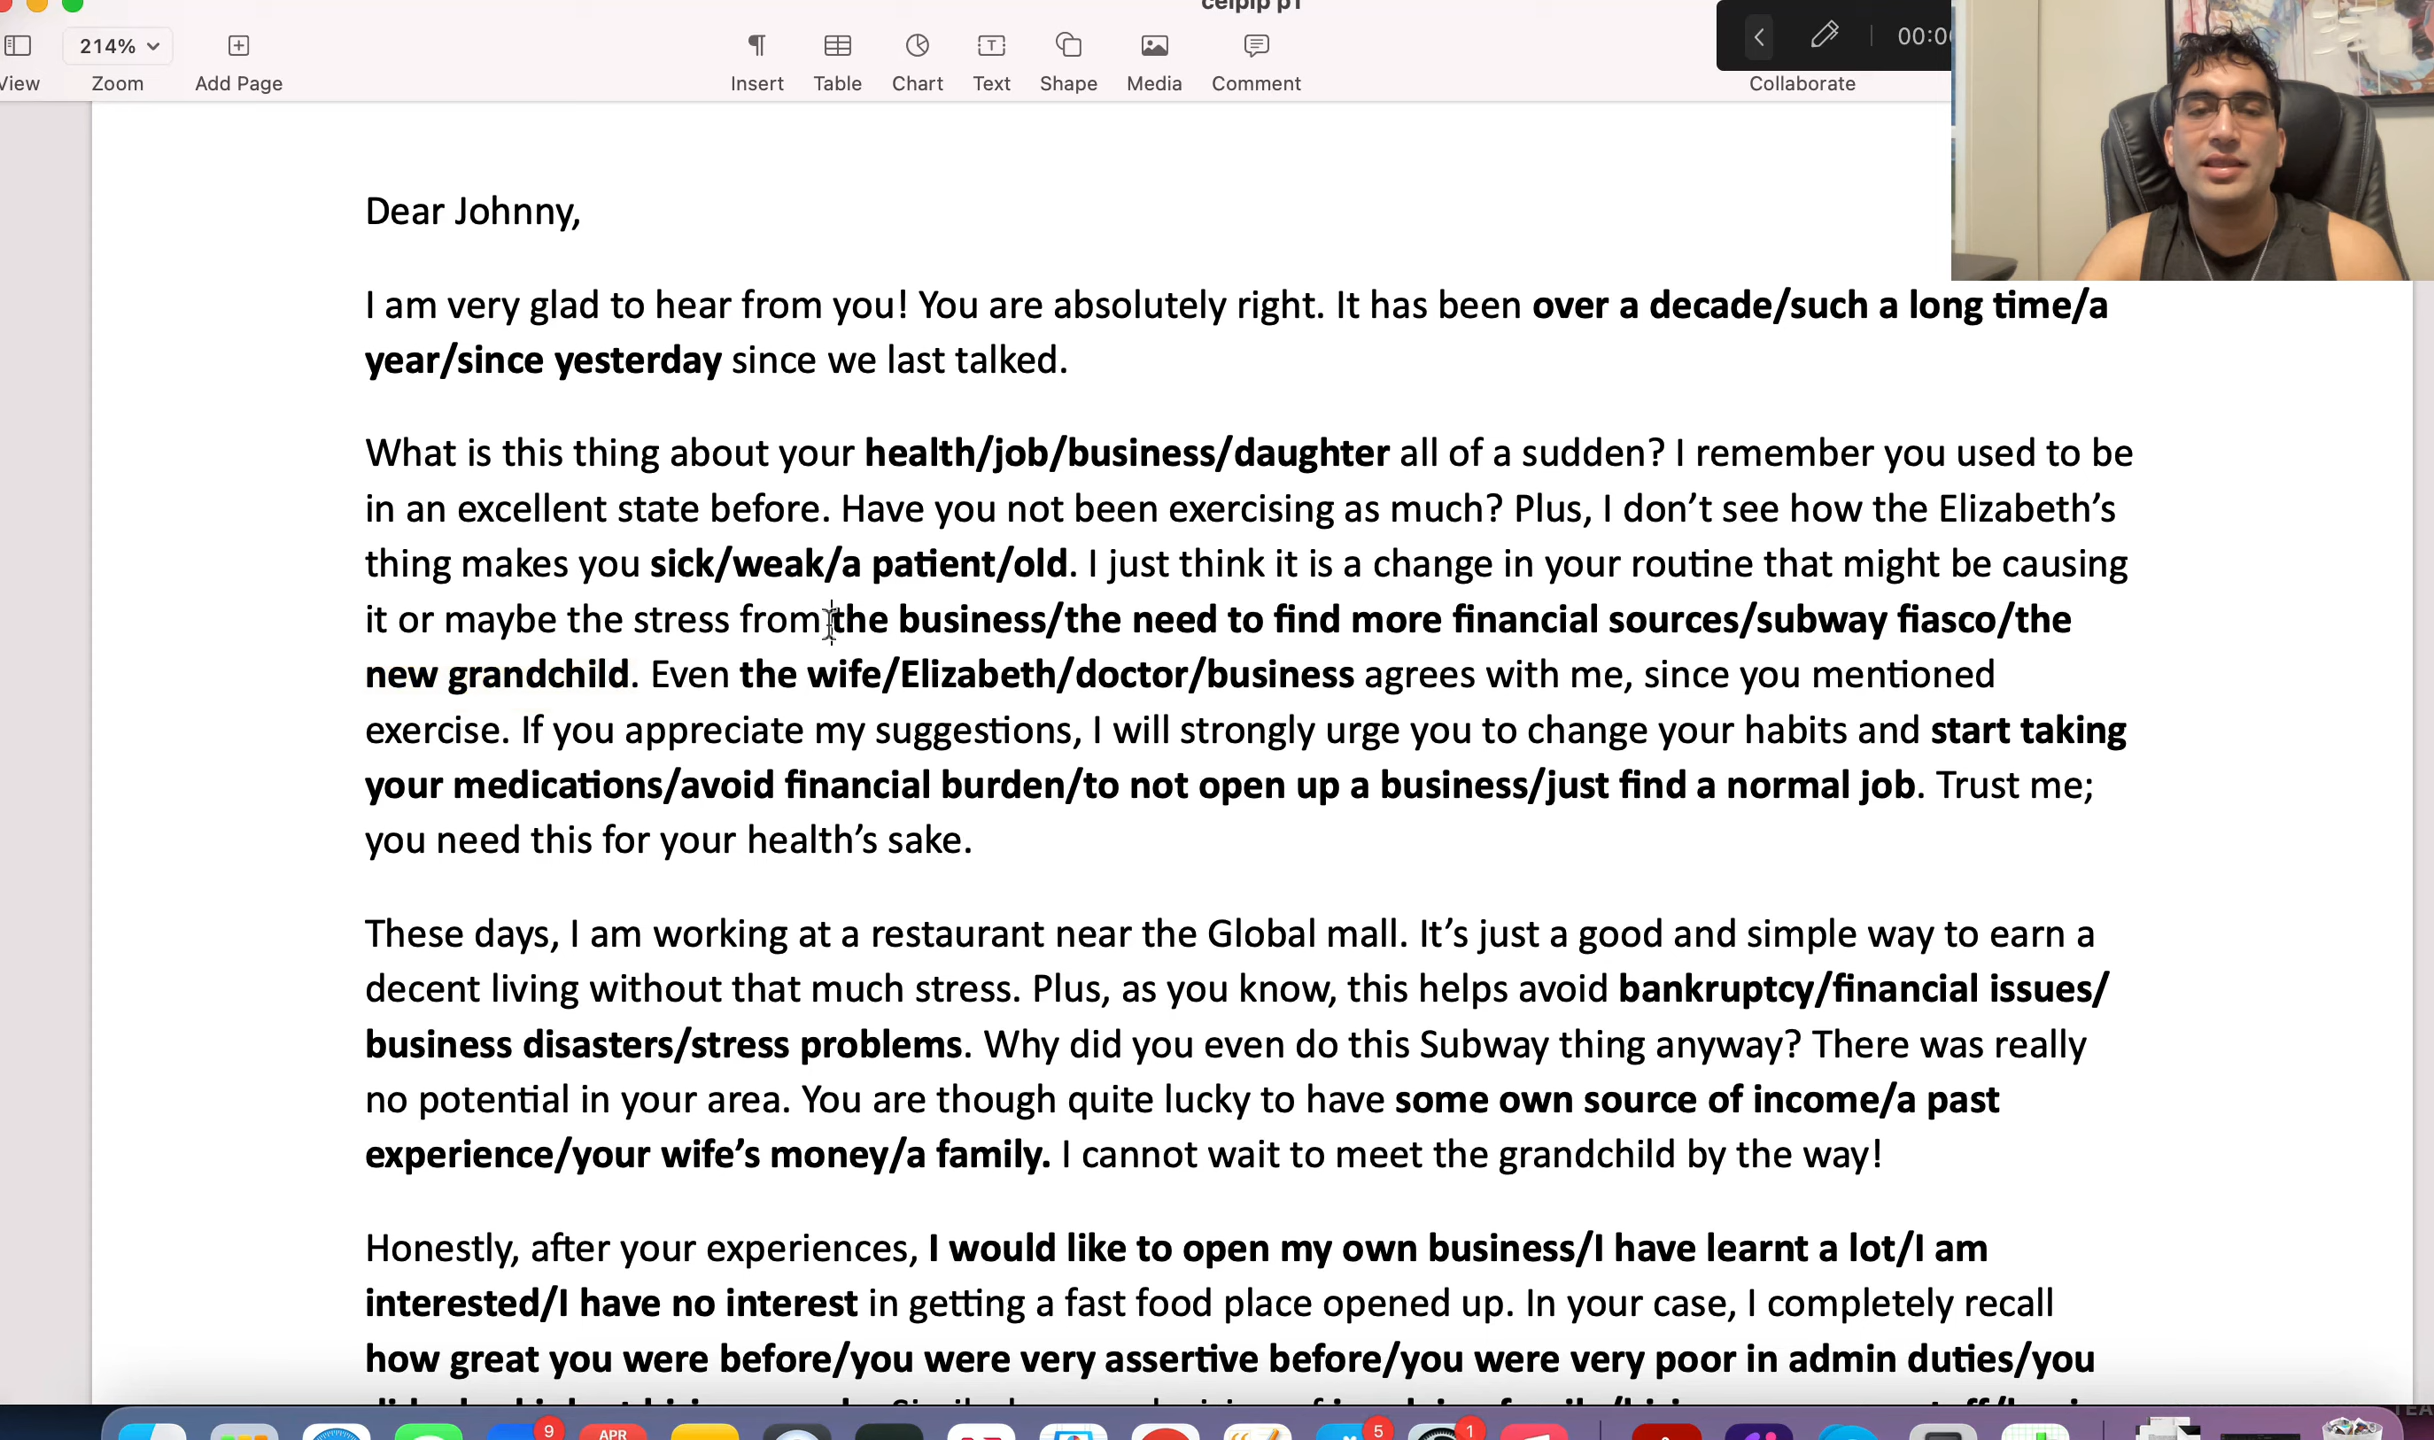 celpip p1
214%
00:0
View
Zoom
Add Page
Insert
Table
Chart
Text
Shape
Media
Comment
Collaborate
Dear Johnny,
I am very glad to hear from you! You are absolutely right. It has been over a decade/such a long time/a
year/since yesterday since we last talked.
What is this thing about your health/job/business/daughter all of a sudden? I remember you used to be
in an excellent state before. Have you not been exercising as much? Plus, I don’t see how the Elizabeth’s
thing makes you sick/weak/a patient/old. I just think it is a change in your routine that might be causing
it or maybe the stress from the business/the need to find more financial sources/subway fiasco/the
new grandchild. Even the wife/Elizabeth/doctor/business agrees with me, since you mentioned
exercise. If you appreciate my suggestions, I will strongly urge you to change your habits and start taking
your medications/avoid financial burden/to not open up a business/just find a normal job. Trust me;
you need this for your health’s sake.
These days, I am working at a restaurant near the Global mall. It’s just a good and simple way to earn a
decent living without that much stress. Plus, as you know, this helps avoid bankruptcy/financial issues/
business disasters/stress problems. Why did you even do this Subway thing anyway? There was really
no potential in your area. You are though quite lucky to have some own source of income/a past
experience/your wife’s money/a family. I cannot wait to meet the grandchild by the way!
Honestly, after your experiences, I would like to open my own business/I have learnt a lot/I am
interested/I have no interest in getting a fast food place opened up. In your case, I completely recall
how great you were before/you were very assertive before/you were very poor in admin duties/you
9
APR
5
1